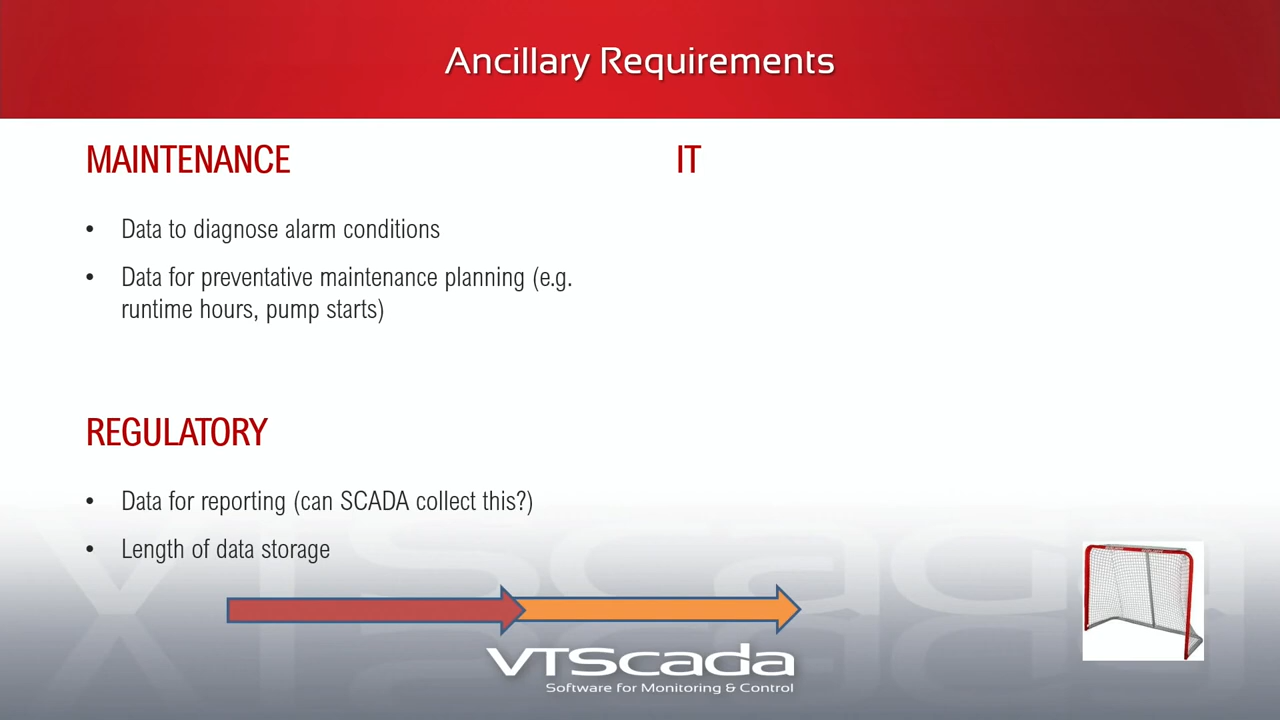 Ancillary Requirements
MAINTENANCE
• Data to diagnose alarm conditions
• Data for preventative maintenance planning (e.g.
runtime hours, pump starts)
REGULATORY
• Data for reporting (can SCADA collect this?)
• Length of data storage
IT
VTScada
VTScada
Software for Monitoring & Control